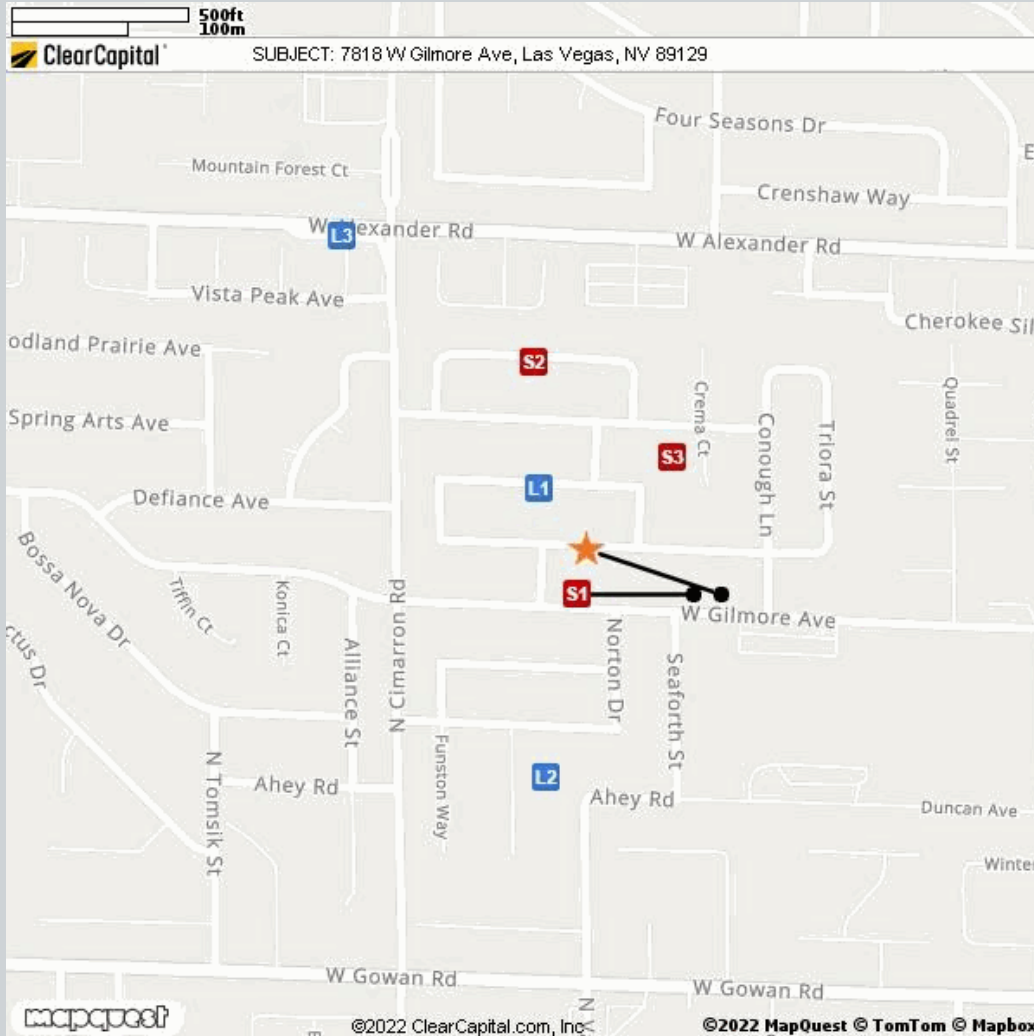 500ft
100m
ClearCapital
SUBJECT: 7818 W Gilmore Ave, Las Vegas, NV 89129
Four Seasons Dr
Mountain Forest Ct
Crenshaw Way
L3
W Alexander Rd
W Alexander Rd
Vista Peak Ave
Cherokee Sil
odland Prairie Ave
S2
Crema Ct
Quadrel St
Spring Arts Ave
Conough Ln
Triora St
S3
Defiance Ave
L1
Bossa Nova Dr
Tiffin Ct
Konica Ct
N Cimarron Rd
S1
W Gilmore Ave
ctus Dr
Alliance St
Norton Dr
Seaforth St
N Tomsik St
Funston Way
L2
Ahey Rd
Ahey Rd
Duncan Ave
Winte
W Gowan Rd
W Gowan Rd
mapquest
©2022 ClearCapital.com, Inc
©2022 MapQuest © TomTom © Mapbox